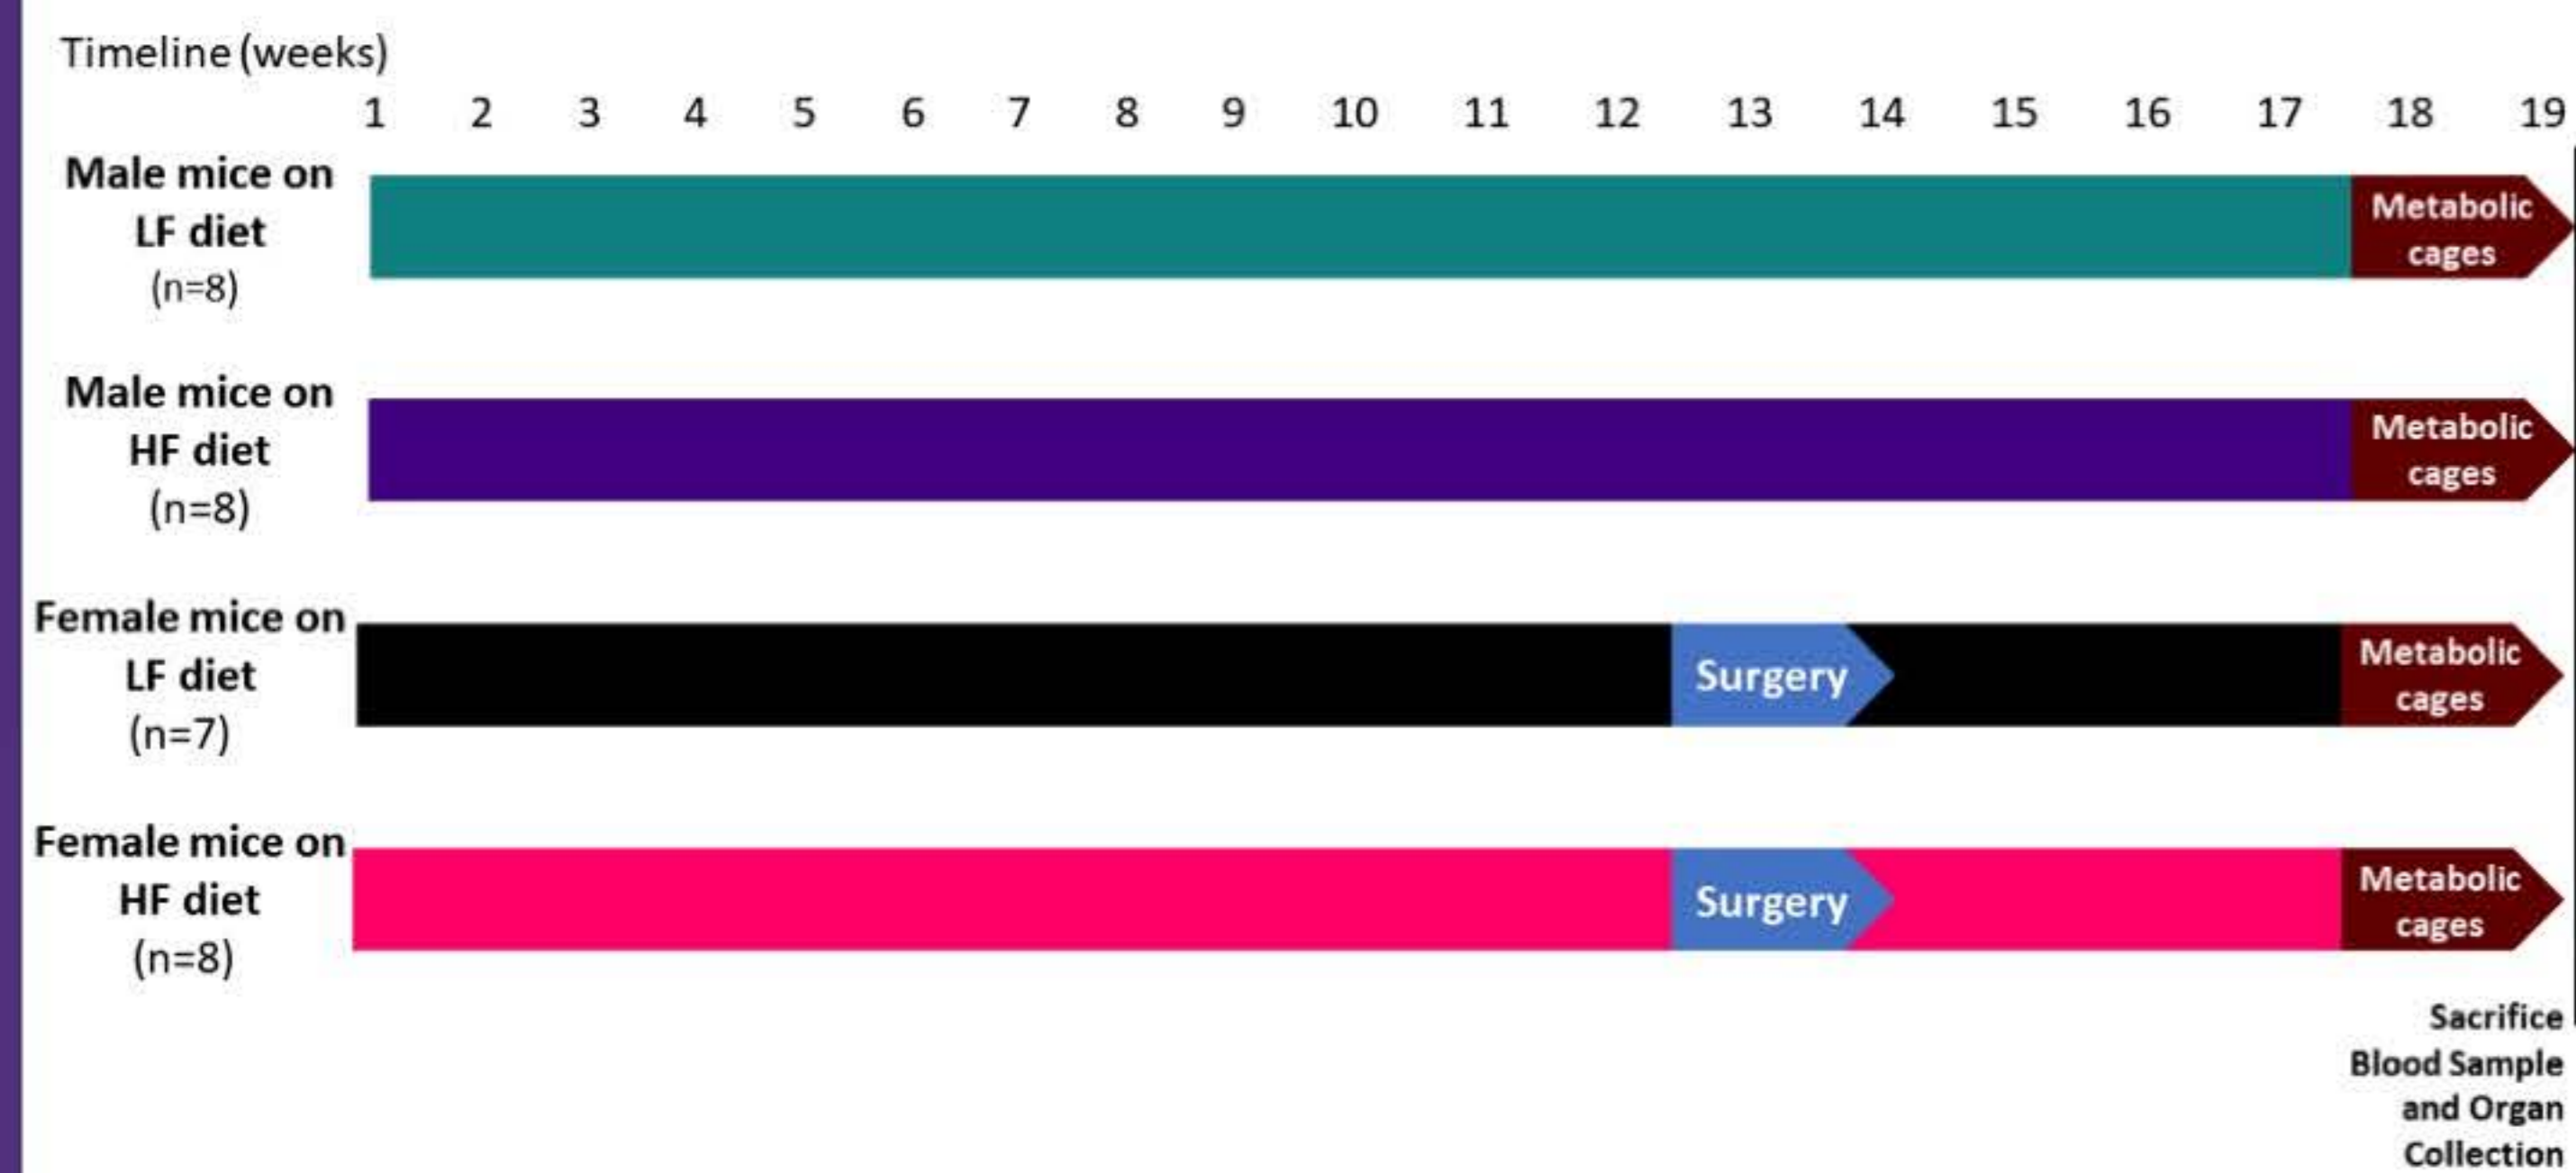 Timeline (weeks)
1 2 3 4 5 6 7 8 9 10 11 12 13 14 15 16 17 18 19
Male mice on
LF diet
(n=8)
Metabolic
cages
Male mice on
HF diet
(n=8)
Metabolic
cages
Female mice on
LF diet
(n=7)
Surgery
Metabolic
cages
Female mice on
HF diet
(n=8)
Surgery
Metabolic
cages
Sacrifice
Blood Sample
and Organ
Collection